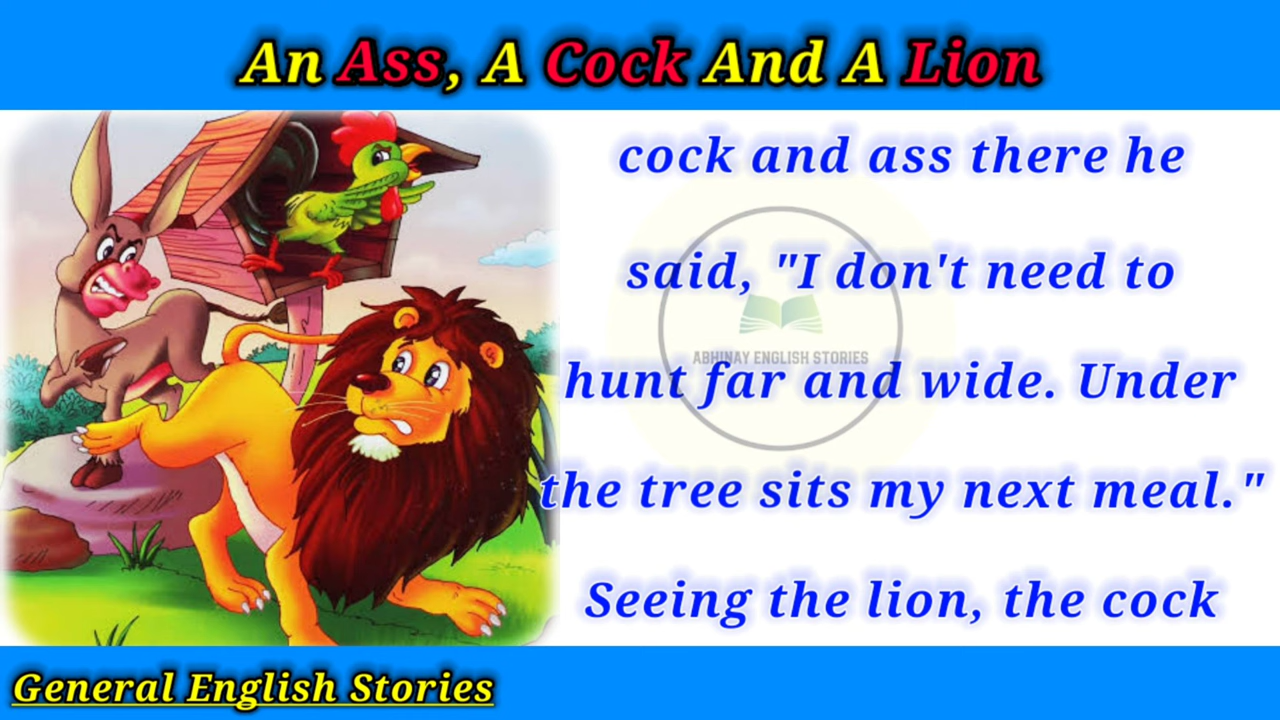 An Ass, A Cock And A Lion
cock and ass there he
said, "I don't need to
hunt far and wide. Under
the tree sits my next meal."
Seeing the lion, the cock
ABHINAY ENGLISH STORIES
General English Stories